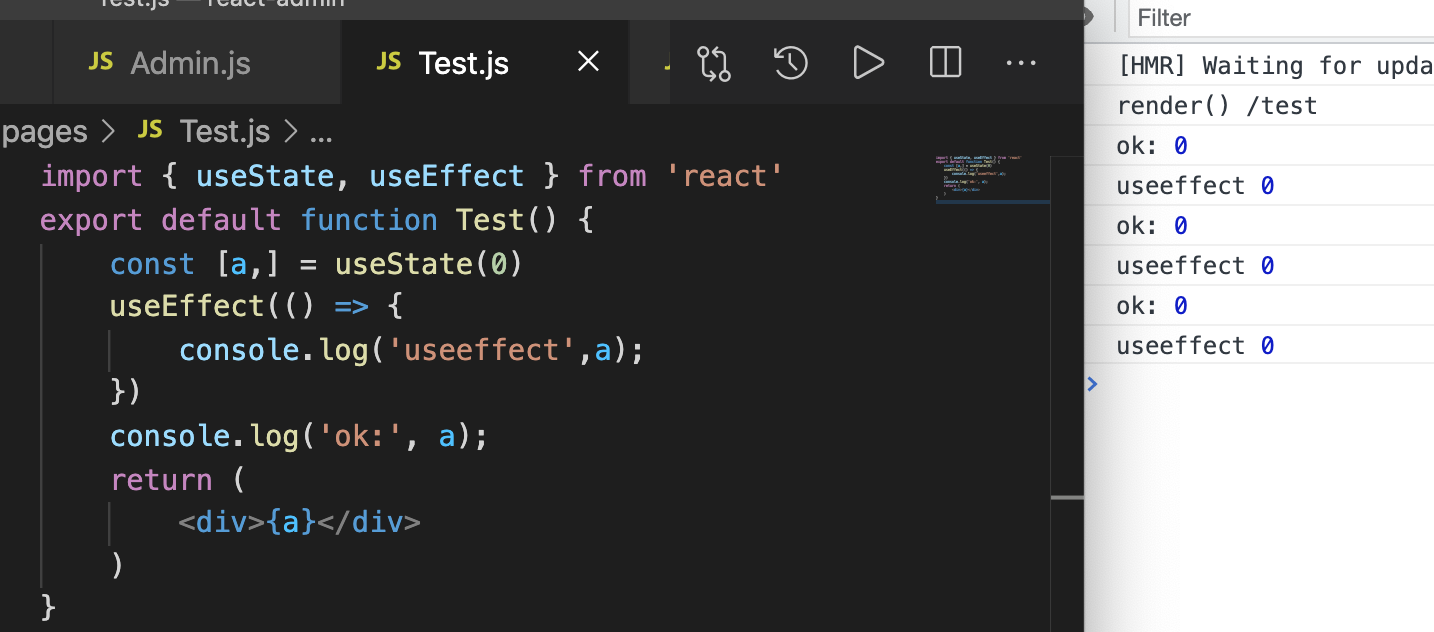 Test.js — react-admin
JS Admin.js
JS Test.js
pages > JS Test.js > ...
import { useState, useEffect } from 'react'
export default function Test() {
const [a,] = useState(0)
useEffect(() => {
console.log('useeffect',a);
})
console.log('ok:', a);
return (
<div>{a}</div>
)
}
Filter
[HMR] Waiting for upda
render() /test
ok: 0
useeffect 0
ok: 0
useeffect 0
ok: 0
useeffect 0